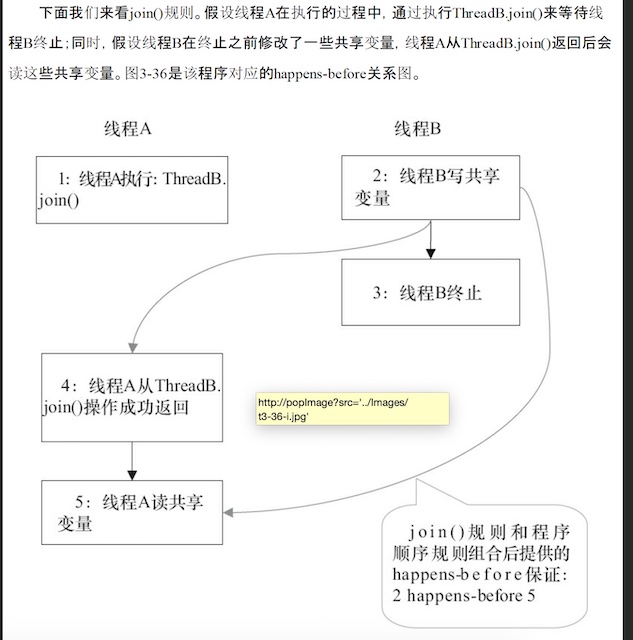 下面我们来看join()规则。假设线程A在执行的过程中，通过执行ThreadB.join()来等待线
程B终止；同时，假设线程B在终止之前修改了一些共享变量，线程A从ThreadB.join()返回后会
读这些共享变量。图3-36是该程序对应的happens-before关系图。
线程A
线程B
1：线程A执行：ThreadB.
join()
2：线程B写共享
变量
3：线程B终止
4：线程A从ThreadB.
join()操作成功返回
http://popImage?src='../Images/
t3-36-i.jpg'
5：线程A读共享
变量
join()规则和程序
顺序规则组合后提供的
happens-before保证：
2 happens-before 5